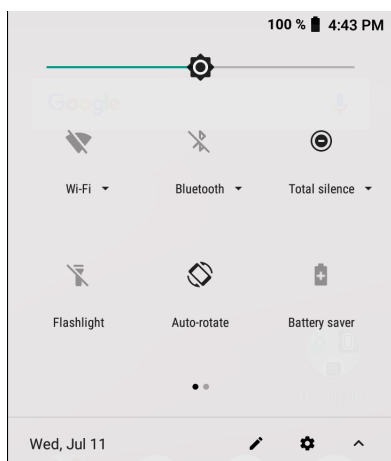 100 % 4:43 PM
Google
Wi-Fi Bluetooth Total silence
Flashlight Auto-rotate Battery saver
Wed, Jul 11